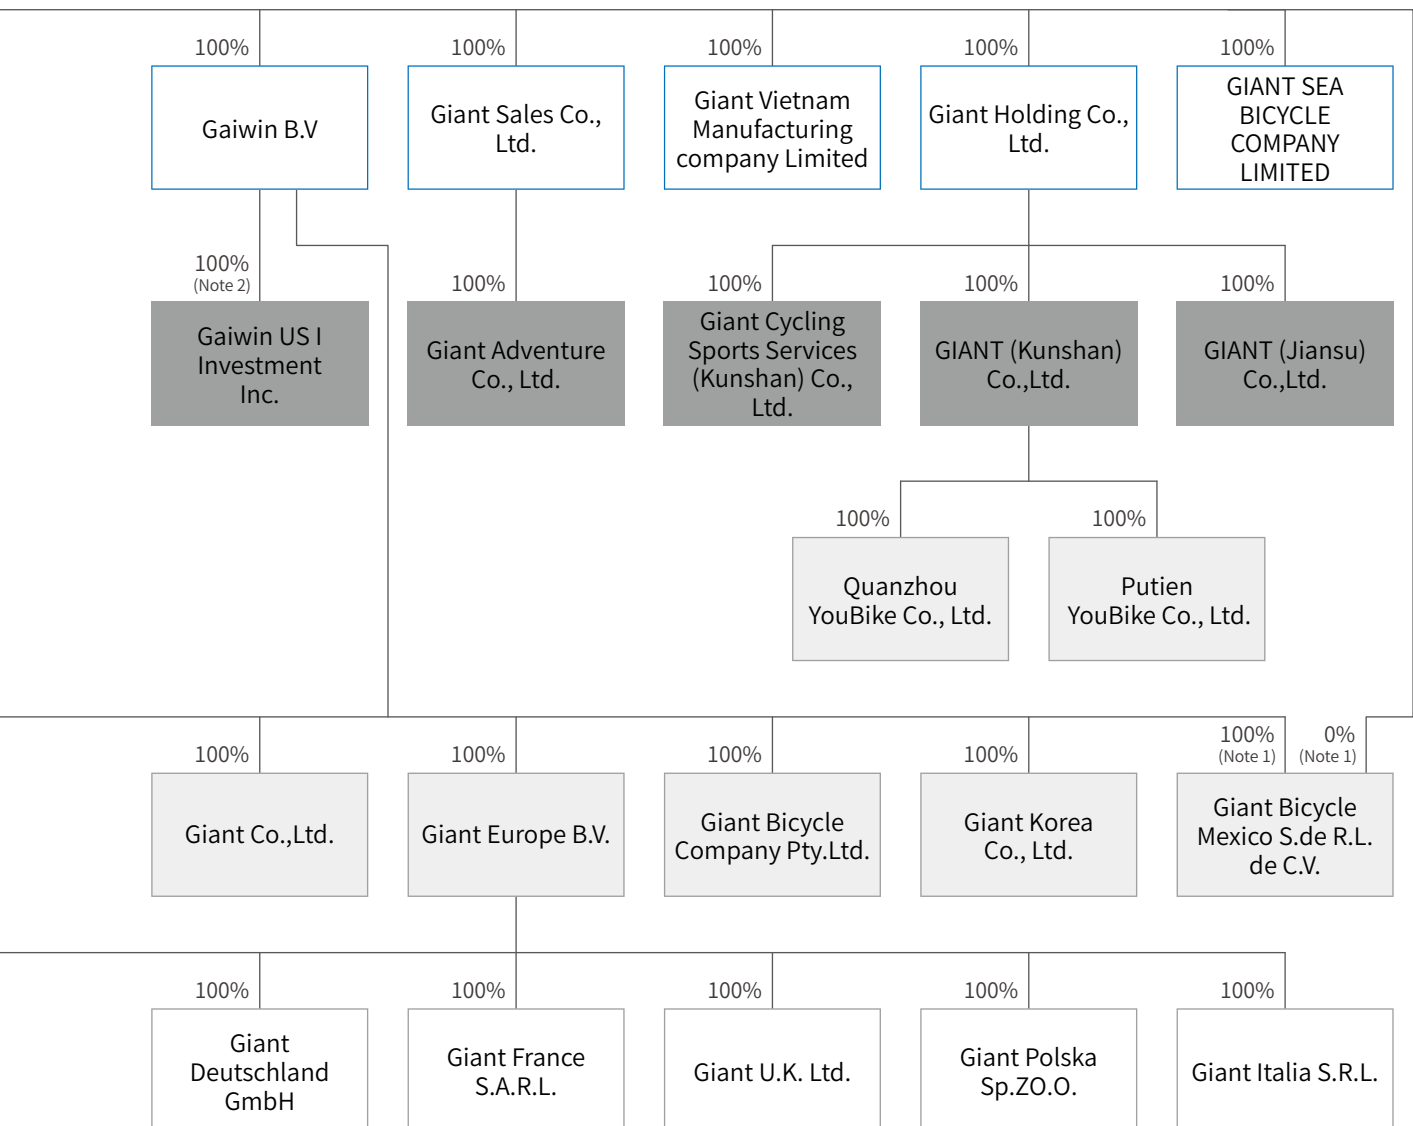 100%
100%
100%
100%
100%
Gaiwin B.V
Giant Sales Co.,
Ltd.
Giant Vietnam
Manufacturing
company Limited
Giant Holding Co.,
Ltd.
GIANT SEA
BICYCLE
COMPANY
LIMITED
100%
(Note 2)
100%
100%
100%
100%
Gaiwin US I
Investment
Inc.
Giant Adventure
Co., Ltd.
Giant Cycling
Sports Services
(Kunshan) Co.,
Ltd.
GIANT (Kunshan)
Co.,Ltd.
GIANT (Jiansu)
Co.,Ltd.
100%
100%
Quanzhou
YouBike Co., Ltd.
Putien
YouBike Co., Ltd.
100%
100%
100%
100%
100%
(Note 1)
0%
(Note 1)
Giant Co.,Ltd.
Giant Europe B.V.
Giant Bicycle
Company Pty.Ltd.
Giant Korea
Co., Ltd.
Giant Bicycle
Mexico S.de R.L.
de C.V.
100%
100%
100%
100%
100%
Giant
Deutschland
GmbH
Giant France
S.A.R.L.
Giant U.K. Ltd.
Giant Polska
Sp.ZO.O.
Giant Italia S.R.L.